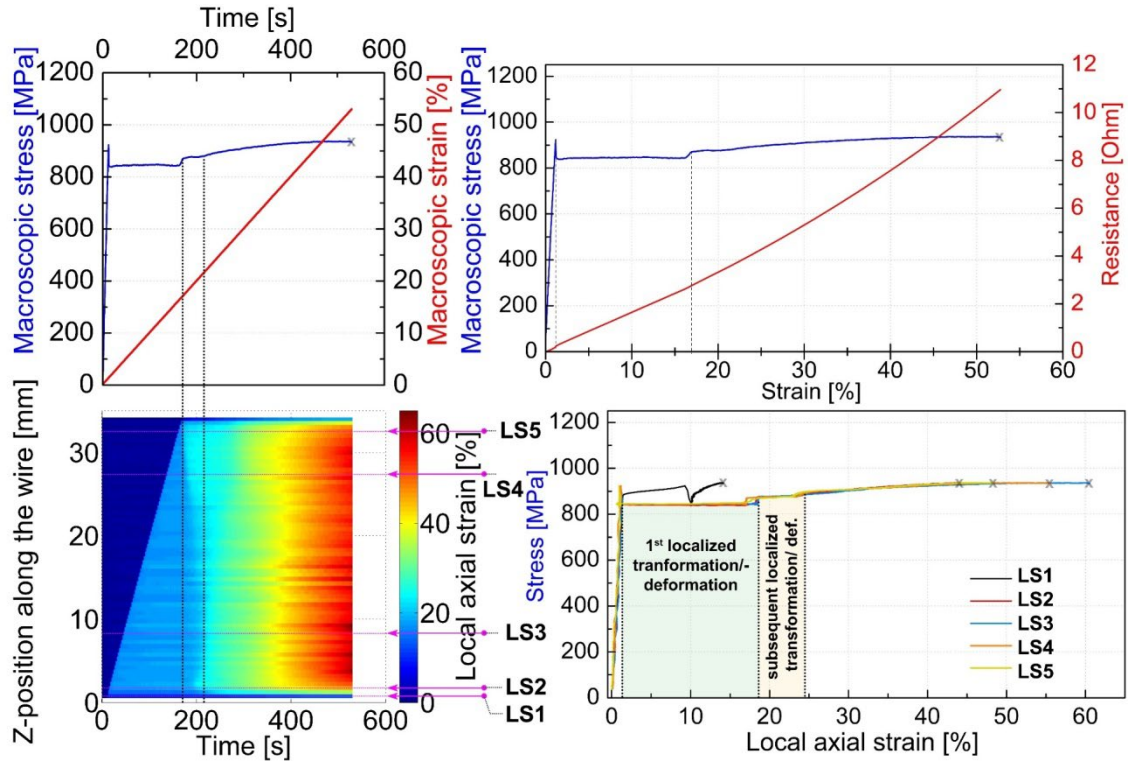 Time [s]
0 200 400 600
Macroscopic stress [MPa]
1200
1000
800
600
400
200
0
60
50
40
30
20
10
0
Macroscopic strain [%]
Macroscopic stress [MPa]
1200
1000
800
600
400
200
0
12
10
8
6
4
2
0
Resistance [Ohm]
0 10 20 30 40 50 60
Strain [%]
Z-position along the wire [mm]
30
20
10
0
0 200 400 600
Time [s]
60
40
20
0
Local axial strain [%]
LS5
LS4
LS3
LS2
LS1
Stress [MPa]
1200
1000
800
600
400
200
0
1st localized
tranformation/-
deformation
subsequent localized
transformation/ def.
LS1
LS2
LS3
LS4
LS5
0 10 20 30 40 50 60
Local axial strain [%]